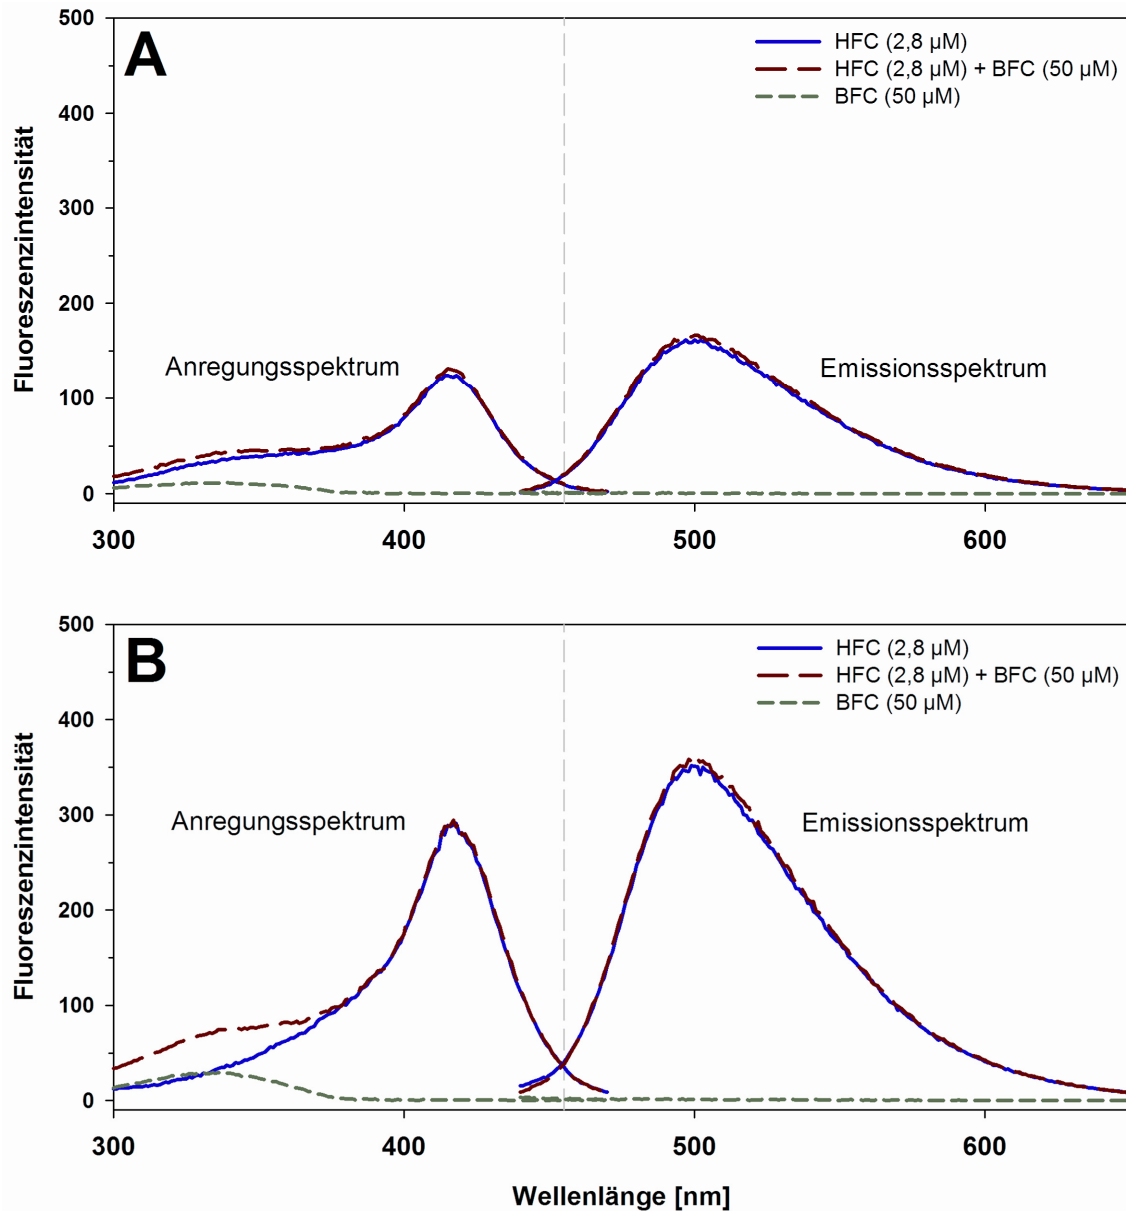 A
500
400
300
200
100
0
Fluoreszenzintensität
HFC (2,8 µM)
HFC (2,8 µM) + BFC (50 µM)
BFC (50 µM)
Anregungsspektrum
Emissionsspektrum
300
400
500
600
B
500
400
300
200
100
0
Fluoreszenzintensität
HFC (2,8 µM)
HFC (2,8 µM) + BFC (50 µM)
BFC (50 µM)
Anregungsspektrum
Emissionsspektrum
300
400
500
600
Wellenlänge [nm]